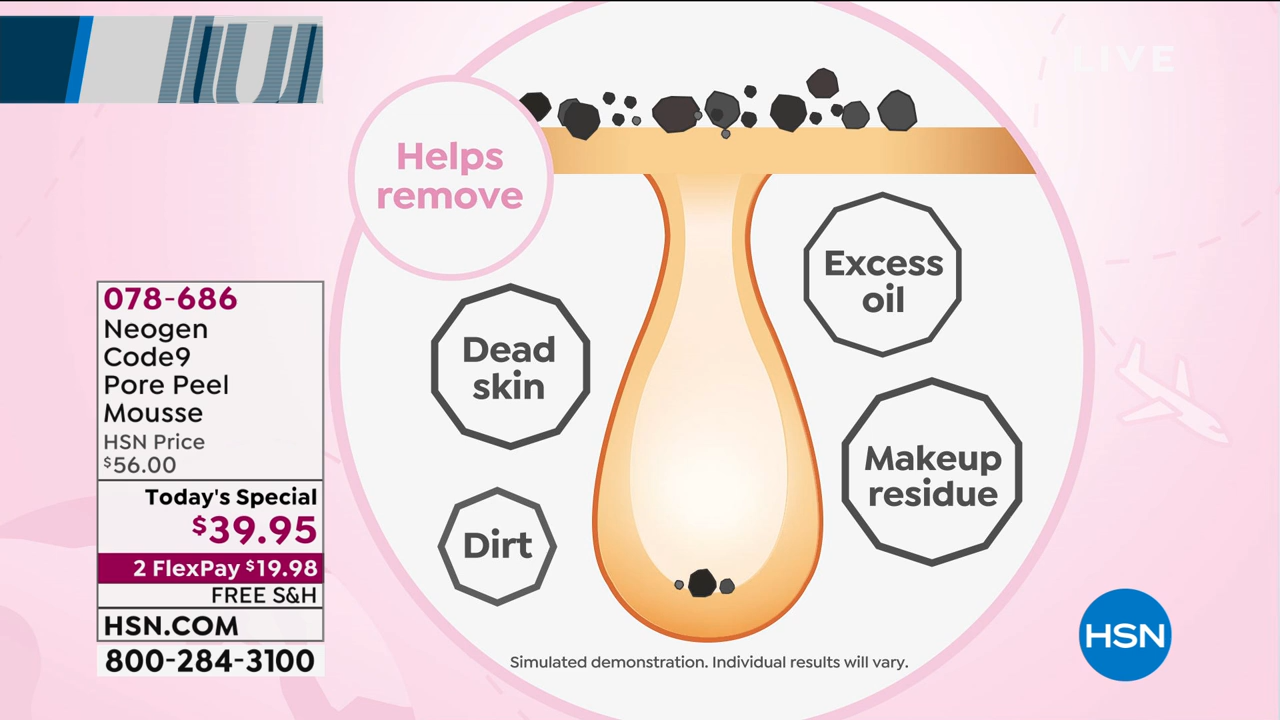 LIVE
Helps
remove
Excess
oil
Dead
skin
Makeup
residue
Dirt
078-686
Neogen
Code9
Pore Peel
Mousse
HSN Price
$56.00
Today's Special
$39.95
2 FlexPay $19.98
FREE S&H
HSN.COM
800-284-3100
HSN
Simulated demonstration. Individual results will vary.